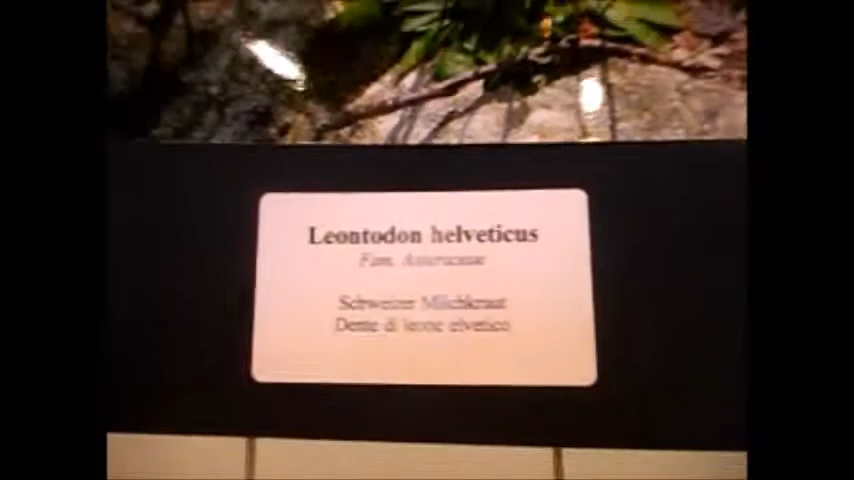 Leontodon helveticus
Fam. Asteraceae
Schweizer Milchkraut
Dente di leone elvetico